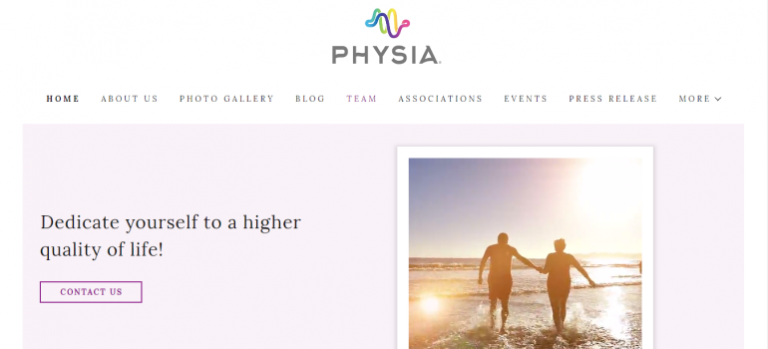 PHYSIA.
HOME ABOUT US PHOTO GALLERY BLOG TEAM ASSOCIATIONS EVENTS PRESS RELEASE MORE
Dedicate yourself to a higher
quality of life!
CONTACT US